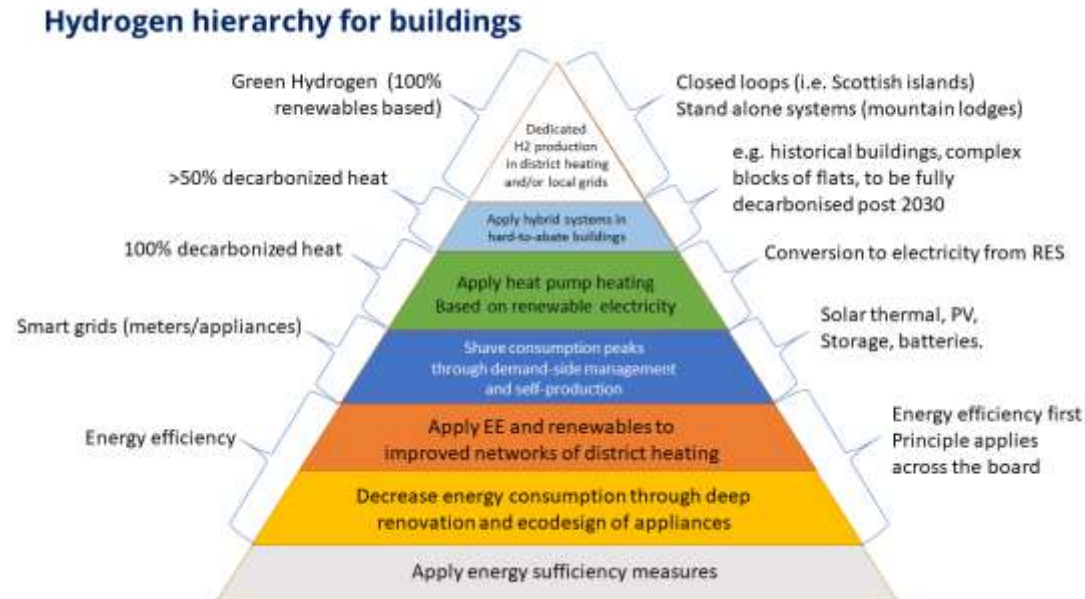 Hydrogen hierarchy for buildings
Green Hydrogen (100%
renewables based)
Closed loops (i.e. Scottish islands)
Stand alone systems (mountain lodges)
Dedicated
H2 production
in district heating
and/or local grids
>50% decarbonized heat
e.g. historical buildings, complex
blocks of flats, to be fully
decarbonised post 2030
Apply hybrid systems in
hard-to-abate buildings
100% decarbonized heat
Conversion to electricity from RES
Apply heat pump heating
Based on renewable electricity
Smart grids (meters/appliances)
Solar thermal, PV,
Storage, batteries.
Shave consumption peaks
through demand-side management
and self-production
Energy efficiency
Energy efficiency first
Principle applies
across the board
Apply EE and renewables to
improved networks of district heating
Decrease energy consumption through deep
renovation and ecodesign of appliances
Apply energy sufficiency measures